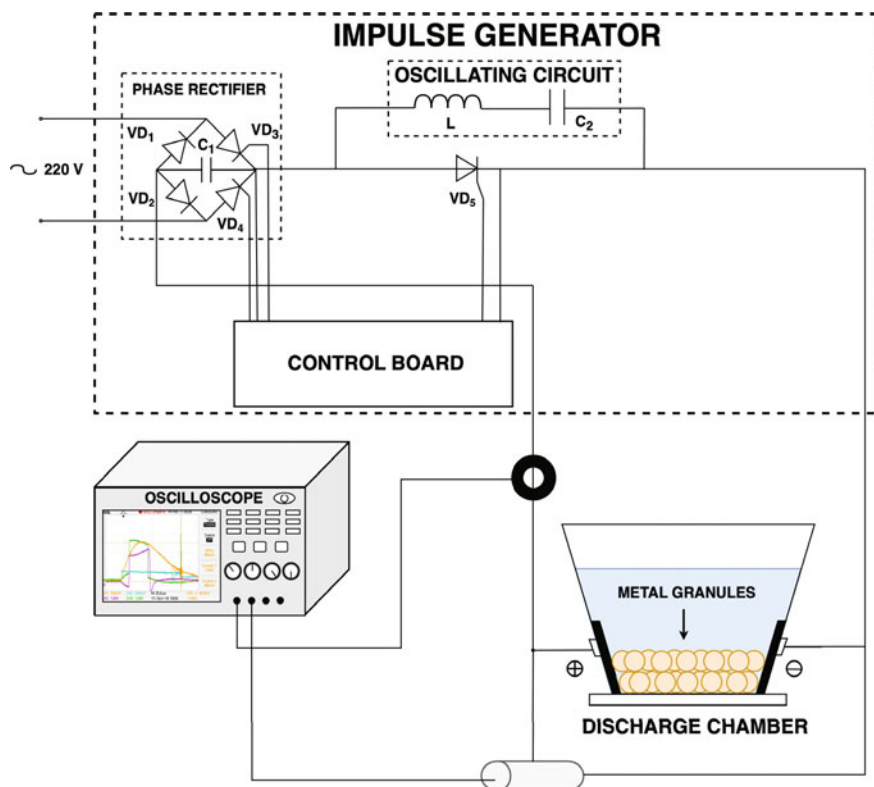 IMPULSE GENERATOR
OSCILLATING CIRCUIT
PHASE RECTIFIER
L
C2
VD1
VD3
C1
220 V
VD2
VD4
VD5
CONTROL BOARD
OSCILLOSCOPE
METAL GRANULES
+
−
DISCHARGE CHAMBER